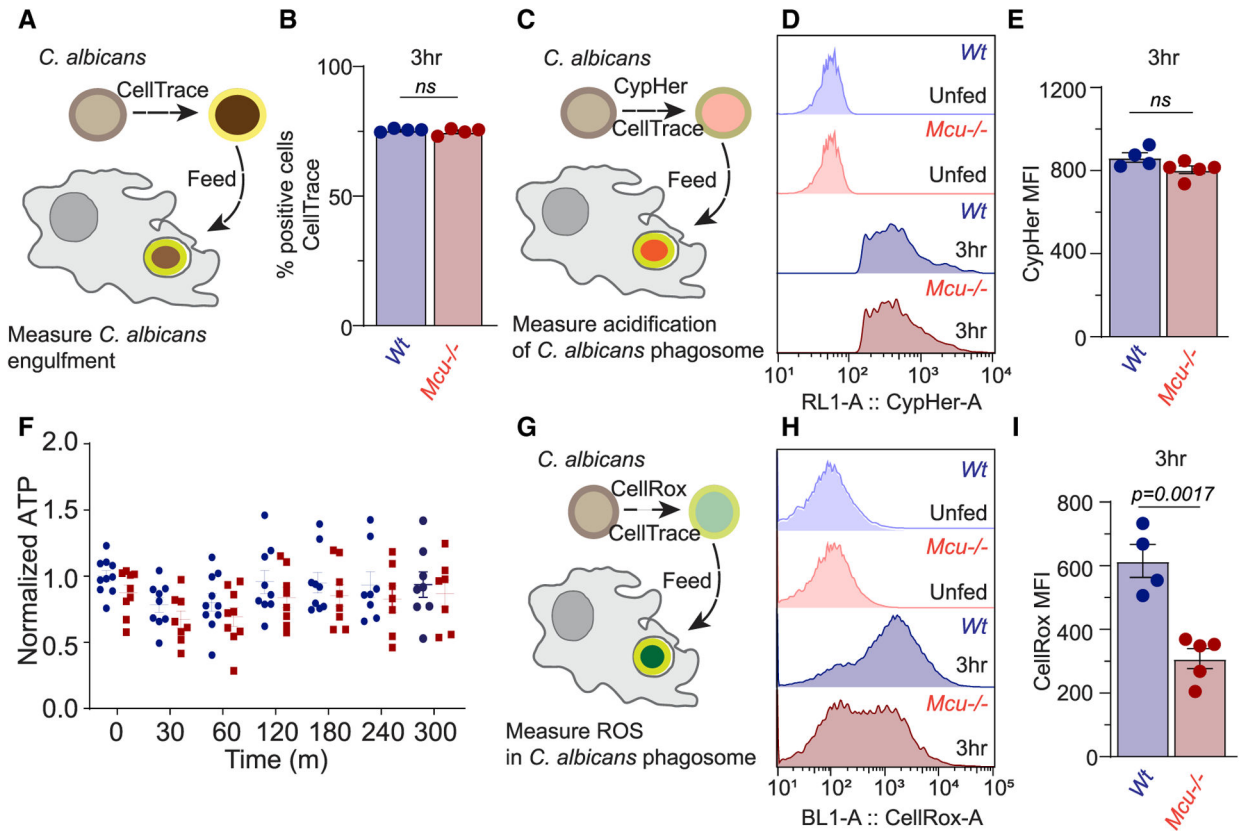 A
C. albicans
CellTrace
Feed
Measure C. albicans
engulfment
B
3hr
ns
100
50
0
% positive cells
CellTrace
Wt
Mcu-/-
C
C. albicans
CypHer
CellTrace
Feed
Measure acidification
of C. albicans phagosome
D
Wt
Unfed
Mcu-/-
Unfed
Wt
3hr
Mcu-/-
3hr
10¹ 10² 10³ 10⁴
RL1-A :: CypHer-A
E
3hr
ns
1200
800
400
0
CypHer MFI
Wt
Mcu-/-
F
2.0
1.5
1.0
0.5
0.0
Normalized ATP
0 30 60 120 180 240 300
Time (m)
G
C. albicans
CellRox
CellTrace
Feed
Measure ROS
in C. albicans phagosome
H
Wt
Unfed
Mcu-/-
Unfed
Wt
3hr
Mcu-/-
3hr
10¹ 10² 10³ 10⁴ 10⁵
BL1-A :: CellRox-A
I
3hr
p=0.0017
800
600
400
200
0
CellRox MFI
Wt
Mcu-/-